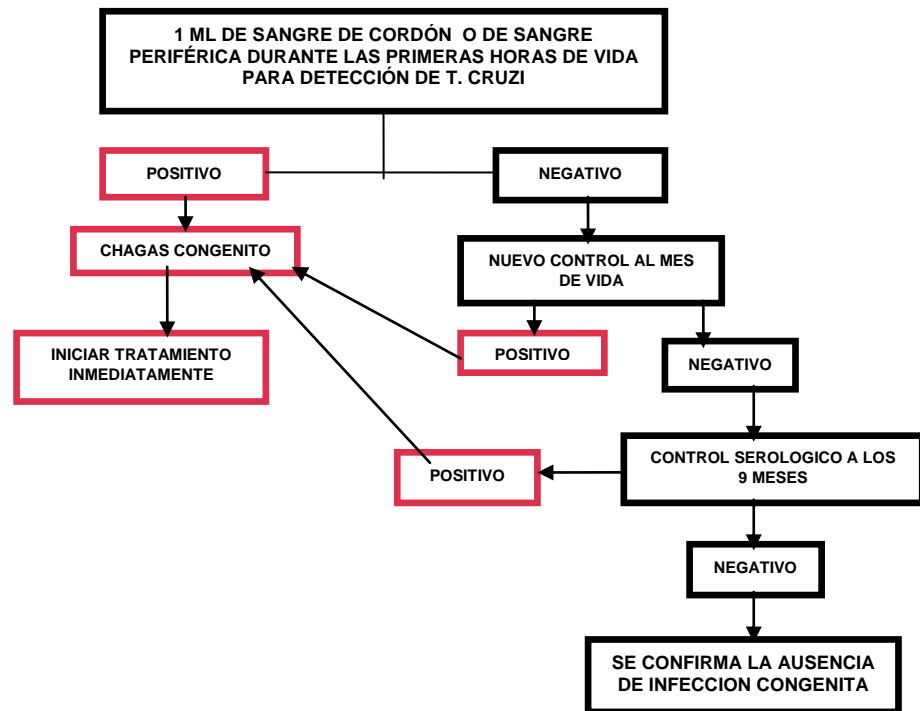 1 ML DE SANGRE DE CORDÓN O DE SANGRE
PERIFÉRICA DURANTE LAS PRIMERAS HORAS DE VIDA
PARA DETECCIÓN DE T. CRUZI
POSITIVO
NEGATIVO
CHAGAS CONGENITO
NUEVO CONTROL AL MES
DE VIDA
INICIAR TRATAMIENTO
INMEDIATAMENTE
POSITIVO
NEGATIVO
CONTROL SEROLOGICO A LOS
9 MESES
POSITIVO
NEGATIVO
SE CONFIRMA LA AUSENCIA
DE INFECCION CONGENITA